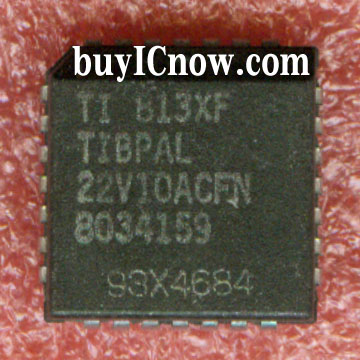 buyICnow.com
TI 813XF
TIBPAL
22V10ACFN
8034159
93X4684